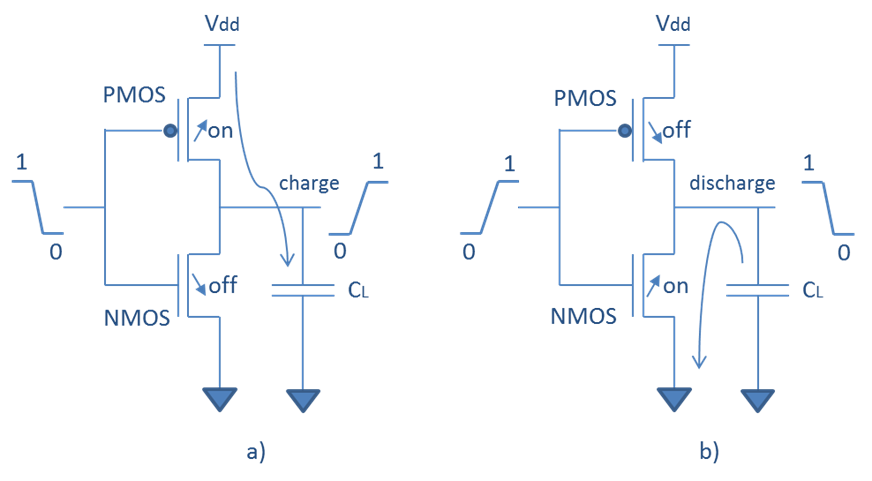 Vdd
PMOS
on
1
charge
1
0
0
off
CL
NMOS
a)
Vdd
PMOS
off
1
discharge
1
0
0
on
CL
NMOS
b)